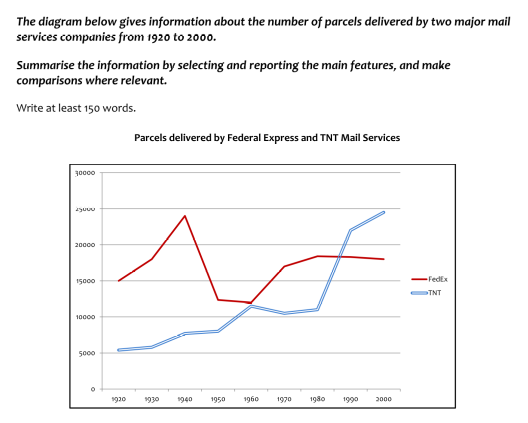 The diagram below gives information about the number of parcels delivered by two major mail
services companies from 1920 to 2000.
Summarise the information by selecting and reporting the main features, and make
comparisons where relevant.
Write at least 150 words.
Parcels delivered by Federal Express and TNT Mail Services
30000
25000
20000
15000
10000
5000
0
1920 1930 1940 1950 1960 1970 1980 1990 2000
FedEx
TNT